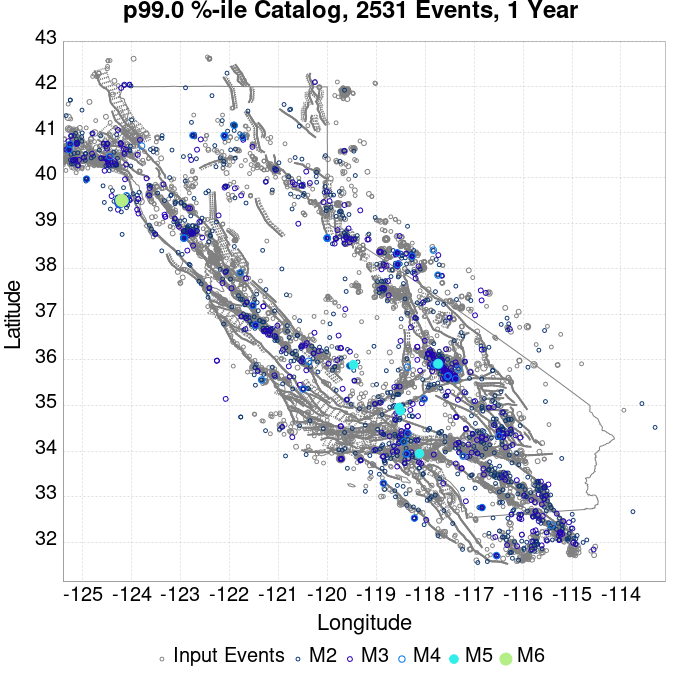 p99.0 %-ile Catalog, 2531 Events, 1 Year
43
42
41
40
39
38
37
36
35
34
33
32
Latitude
-125 -124 -123 -122 -121 -120 -119 -118 -117 -116 -115 -114
Longitude
Input Events M2 M3 M4 M5 M6